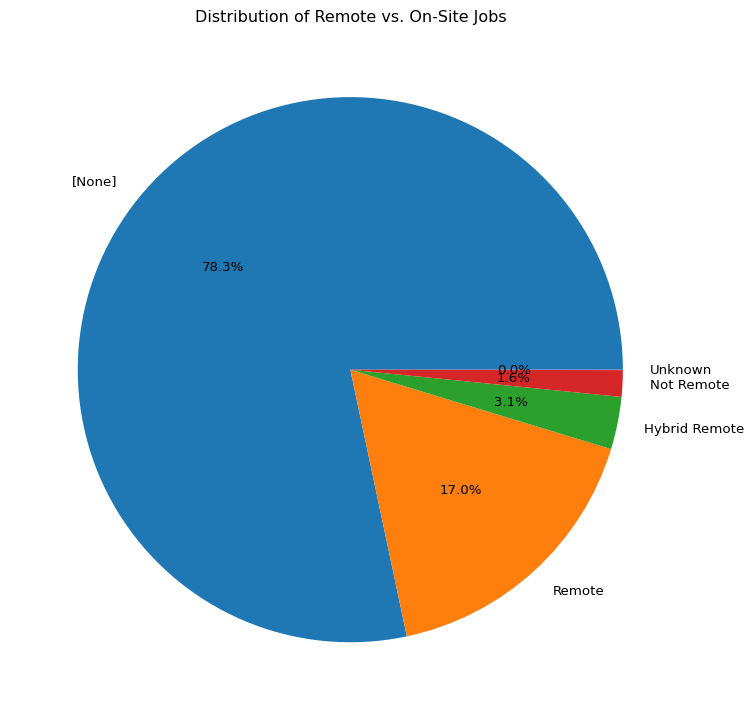 Distribution of Remote vs. On-Site Jobs
[None]
78.3%
0.0%
Unknown
1.6%
Not Remote
3.1%
Hybrid Remote
17.0%
Remote